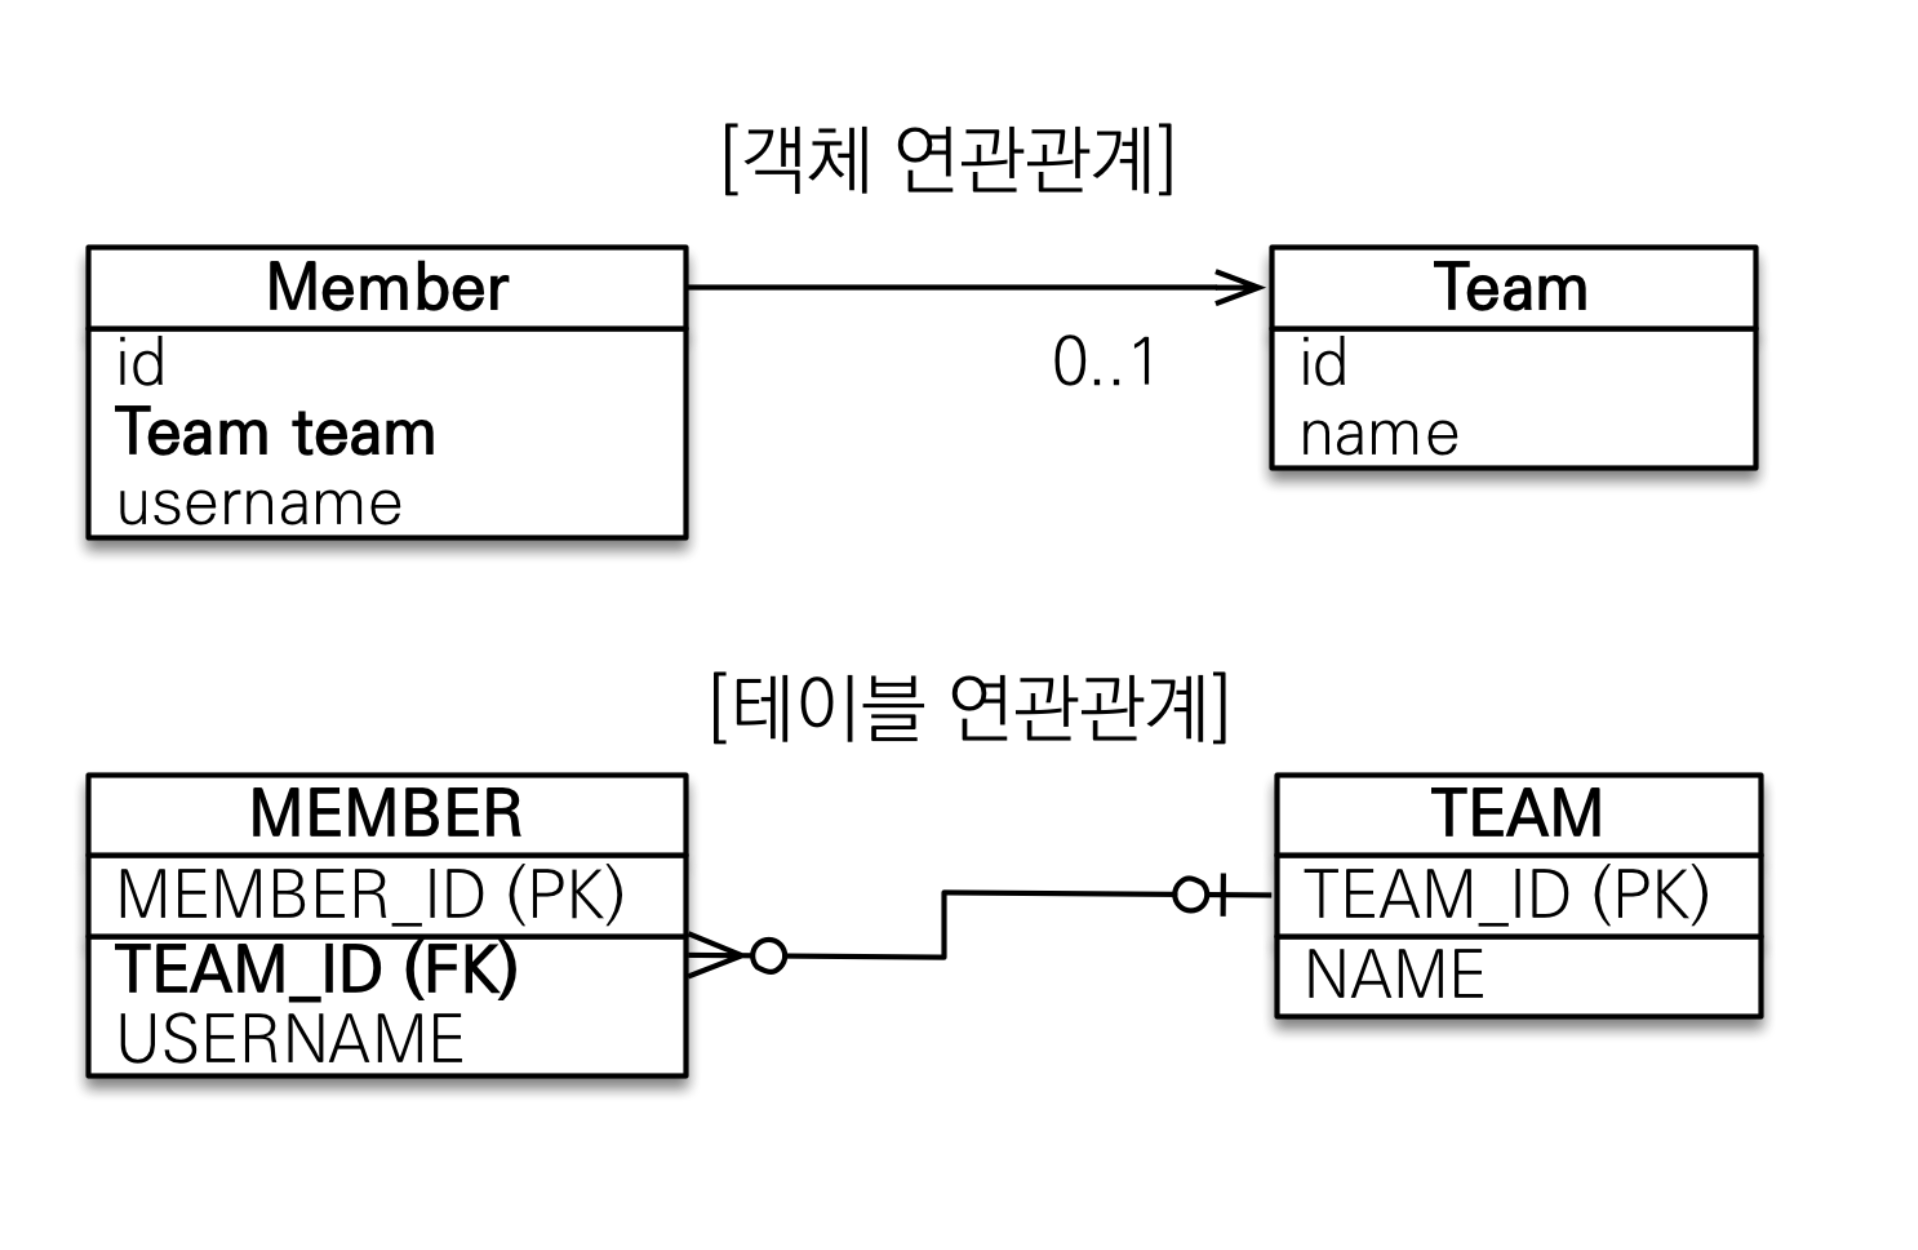 [객체 연관관계]
Member
id
Team team
username
0..1
Team
id
name
[테이블 연관관계]
MEMBER
MEMBER_ID (PK)
TEAM_ID (FK)
USERNAME
TEAM
TEAM_ID (PK)
NAME